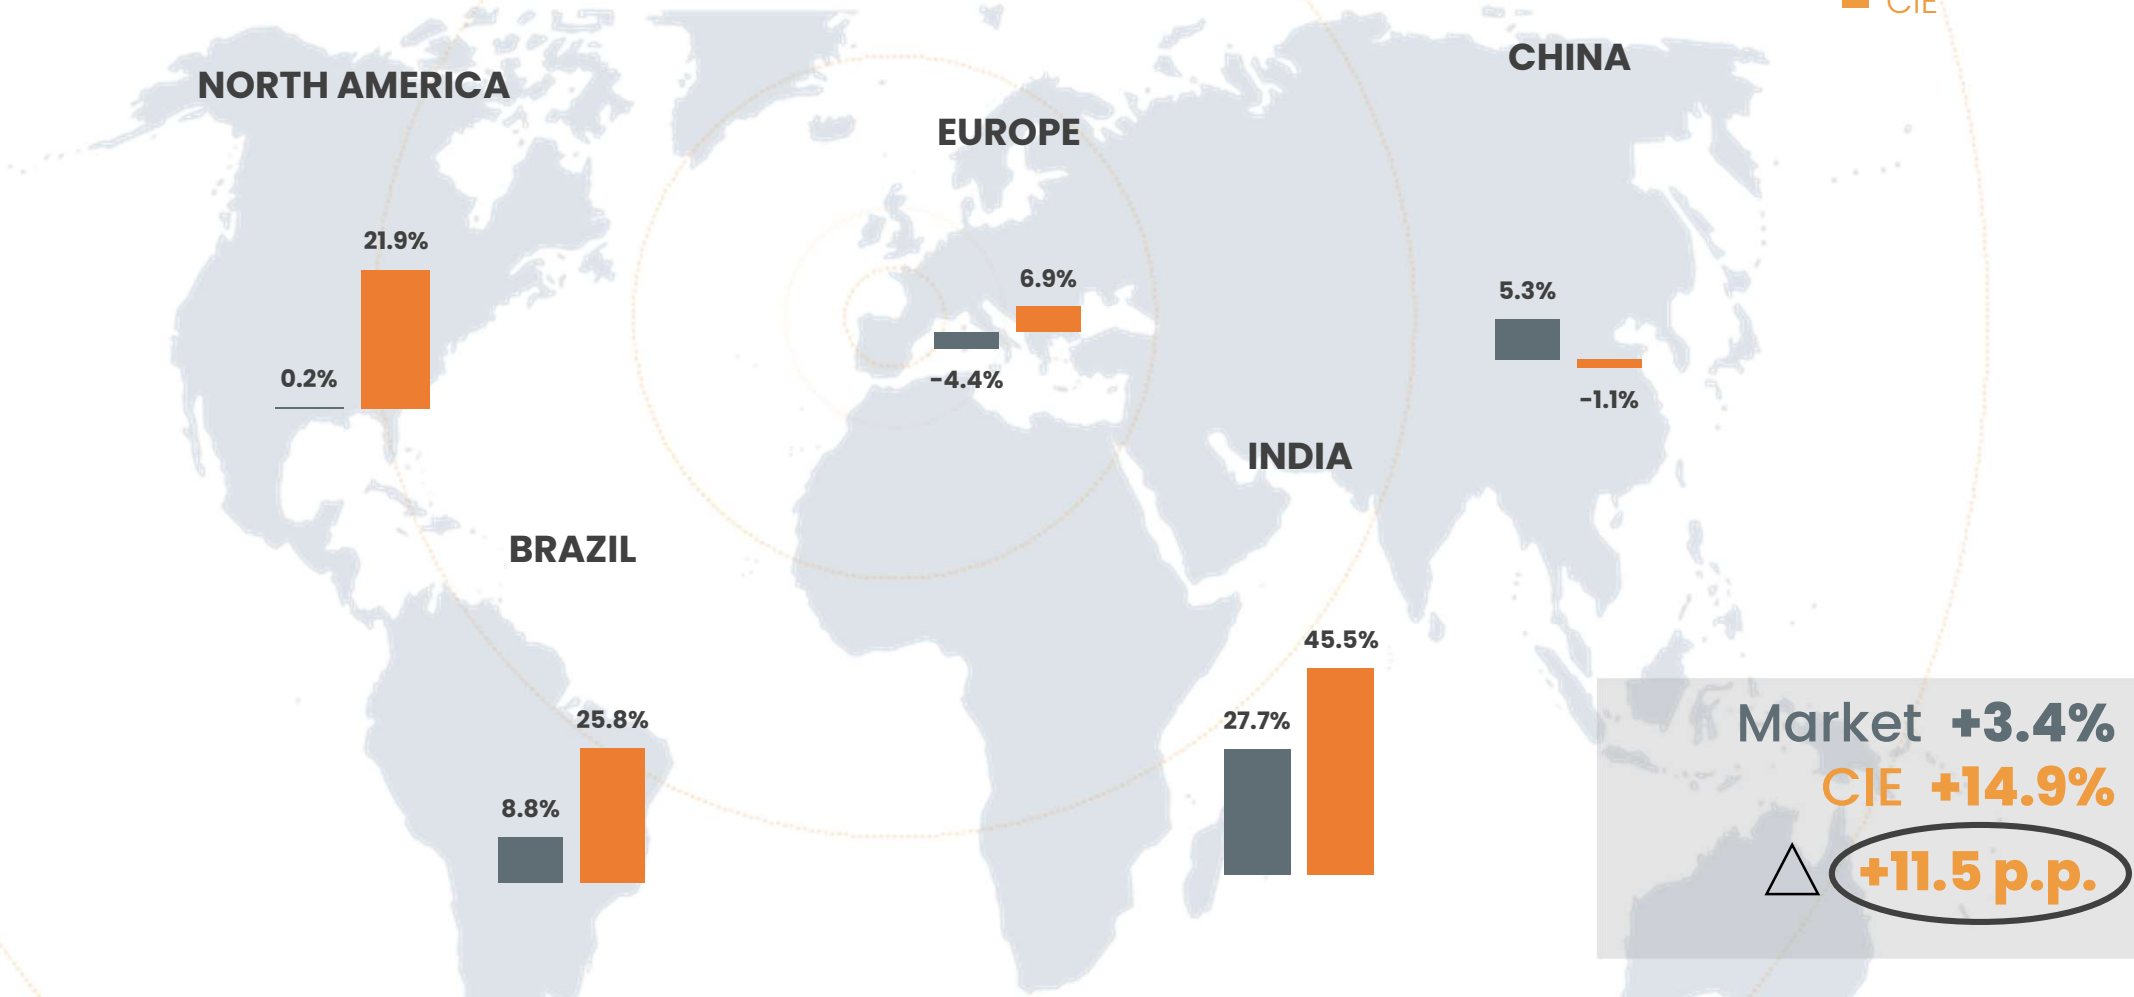 CIE
CHINA
NORTH AMERICA
EUROPE
21.9%
6.9%
5.3%
0.2%
-4.4%
-1.1%
INDIA
BRAZIL
45.5%
25.8%
27.7%
8.8%
Market +3.4%
CIE +14.9%
+11.5 p.p.